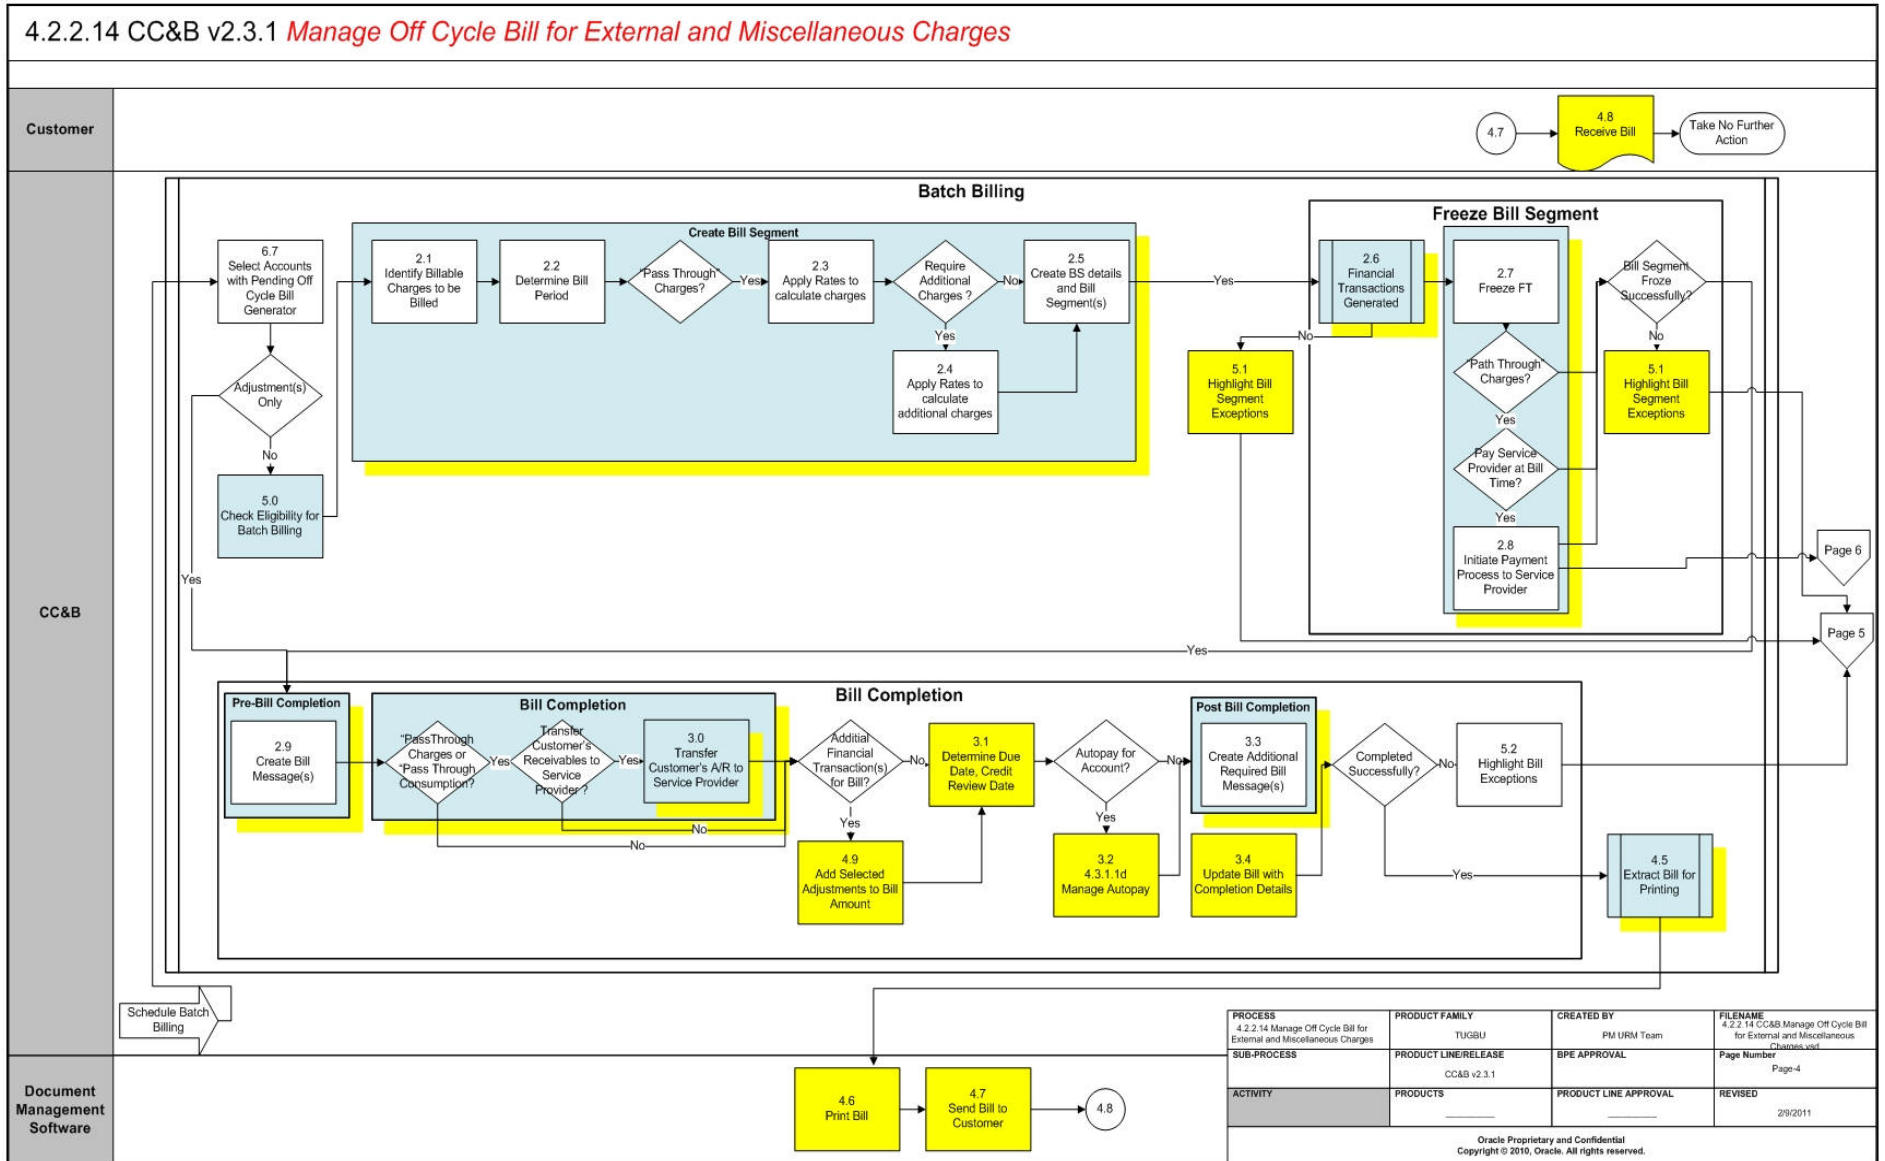 4.2.2.14 CC&B v2.3.1 Manage Off Cycle Bill for External and Miscellaneous Charges
Customer
4.7
4.8
Receive Bill
Take No Further
Action
CC&B
Batch Billing
6.7
Select Accounts
with Pending Off
Cycle Bill
Generator
Adjustment(s)
Only
No
Yes
5.0
Check Eligibility for
Batch Billing
Create Bill Segment
2.1
Identify Billable
Charges to be
Billed
2.2
Determine Bill
Period
"Pass Through"
Charges?
Yes
2.3
Apply Rates to
calculate charges
Require
Additional
Charges ?
No
Yes
2.4
Apply Rates to
calculate
additional charges
2.5
Create BS details
and Bill
Segment(s)
Yes
Freeze Bill Segment
2.6
Financial
Transactions
Generated
No
5.1
Highlight Bill
Segment
Exceptions
2.7
Freeze FT
"Path Through"
Charges?
Yes
Pay Service
Provider at Bill
Time?
Yes
2.8
Initiate Payment
Process to Service
Provider
Bill Segment
Froze
Successfully?
No
5.1
Highlight Bill
Segment
Exceptions
Page 6
Page 5
Yes
Bill Completion
Pre-Bill Completion
2.9
Create Bill
Message(s)
Bill Completion
"PassThrough
Charges or
"Pass Through
Consumption?
Yes
Transfer
Customer's
Receivables to
Service
Provider ?
Yes
3.0
Transfer
Customer's A/R to
Service Provider
No
No
Additial
Financial
Transaction(s)
for Bill?
No
Yes
4.9
Add Selected
Adjustments to Bill
Amount
3.1
Determine Due
Date, Credit
Review Date
Autopay for
Account?
No
Yes
3.2
4.3.1.1d
Manage Autopay
Post Bill Completion
3.3
Create Additional
Required Bill
Message(s)
3.4
Update Bill with
Completion Details
Completed
Successfully?
No
Yes
5.2
Highlight Bill
Exceptions
4.5
Extract Bill for
Printing
Schedule Batch
Billing
Document
Management
Software
4.6
Print Bill
4.7
Send Bill to
Customer
4.8
PROCESS
4.2.2.14 Manage Off Cycle Bill for
External and Miscellaneous Charges
PRODUCT FAMILY
TUGBU
CREATED BY
PM URM Team
FILENAME
4.2.2.14 CC&B.Manage Off Cycle Bill
for External and Miscellaneous
Charges.vsd
SUB-PROCESS
PRODUCT LINE/RELEASE
CC&B v2.3.1
BPE APPROVAL
Page Number
Page-4
ACTIVITY
PRODUCTS
PRODUCT LINE APPROVAL
REVISED
2/9/2011
Oracle Proprietary and Confidential
Copyright © 2010, Oracle. All rights reserved.